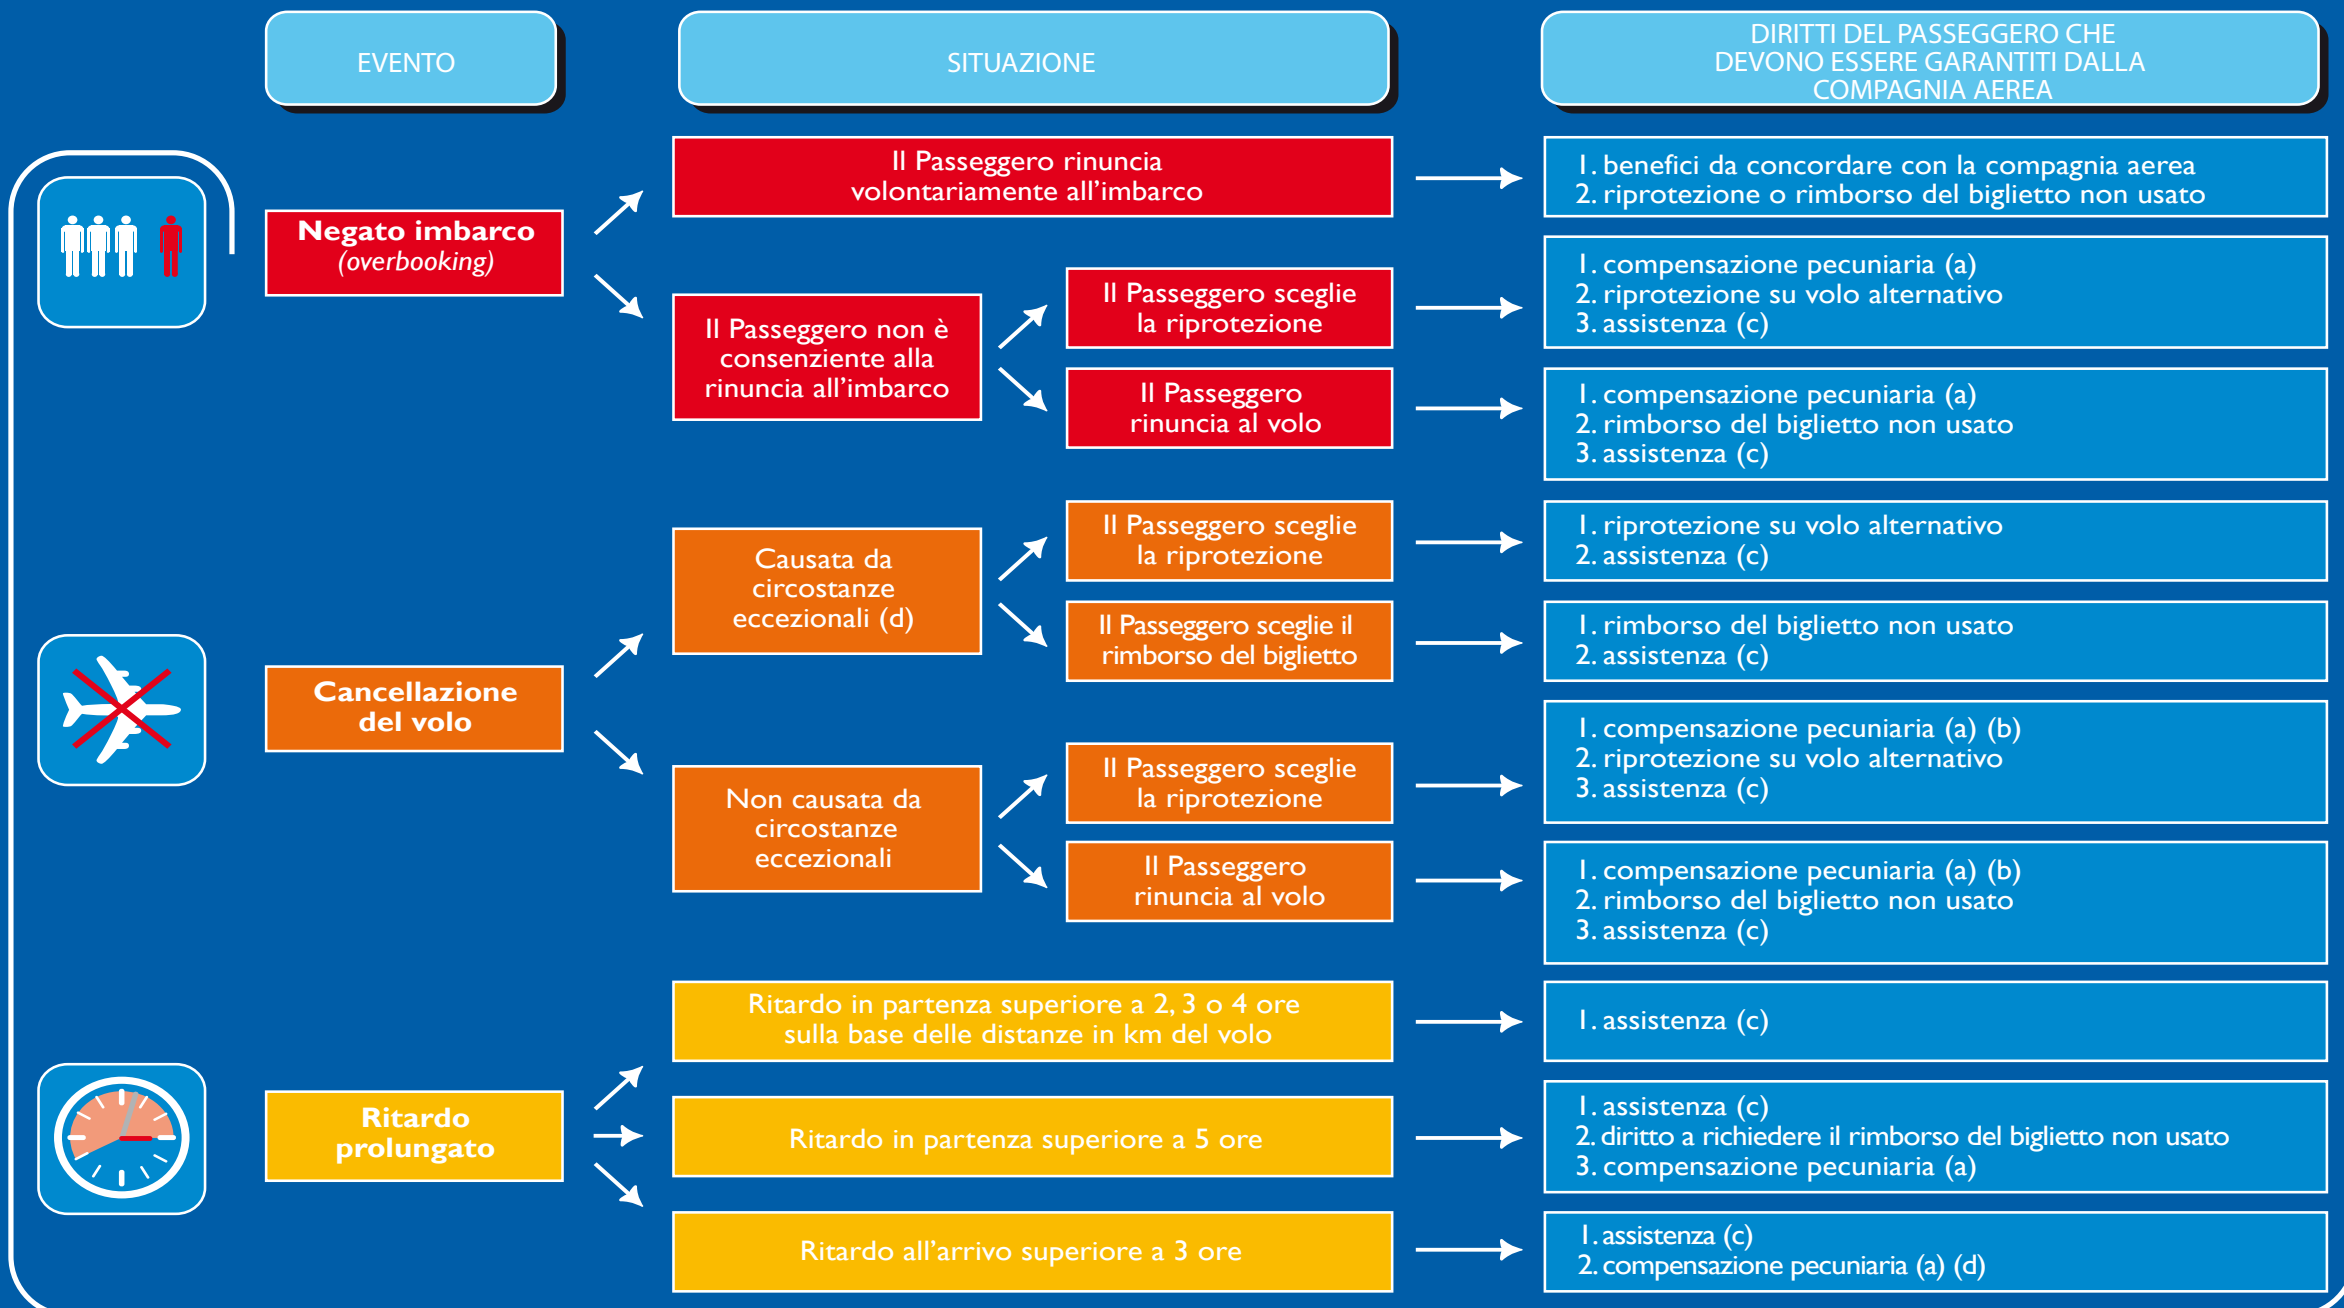 EVENTO
SITUAZIONE
DIRITTI DEL PASSEGGERO CHE
DEVONO ESSERE GARANTITI DALLA
COMPAGNIA AEREA
Negato imbarco
(overbooking)
Il Passeggero rinuncia
volontariamente all'imbarco
1. benefici da concordare con la compagnia aerea
2. riprotezione o rimborso del biglietto non usato
Il Passeggero non è
consenziente alla
rinuncia all'imbarco
Il Passeggero sceglie
la riprotezione
1. compensazione pecuniaria (a)
2. riprotezione su volo alternativo
3. assistenza (c)
Il Passeggero
rinuncia al volo
1. compensazione pecuniaria (a)
2. rimborso del biglietto non usato
3. assistenza (c)
Cancellazione
del volo
Causata da
circostanze
eccezionali (d)
Il Passeggero sceglie
la riprotezione
1. riprotezione su volo alternativo
2. assistenza (c)
Il Passeggero sceglie il
rimborso del biglietto
1. rimborso del biglietto non usato
2. assistenza (c)
Non causata da
circostanze
eccezionali
Il Passeggero sceglie
la riprotezione
1. compensazione pecuniaria (a) (b)
2. riprotezione su volo alternativo
3. assistenza (c)
Il Passeggero
rinuncia al volo
1. compensazione pecuniaria (a) (b)
2. rimborso del biglietto non usato
3. assistenza (c)
Ritardo
prolungato
Ritardo in partenza superiore a 2, 3 o 4 ore
sulla base delle distanze in km del volo
1. assistenza (c)
Ritardo in partenza superiore a 5 ore
1. assistenza (c)
2. diritto a richiedere il rimborso del biglietto non usato
3. compensazione pecuniaria (a)
Ritardo all'arrivo superiore a 3 ore
1. assistenza (c)
2. compensazione pecuniaria (a) (d)